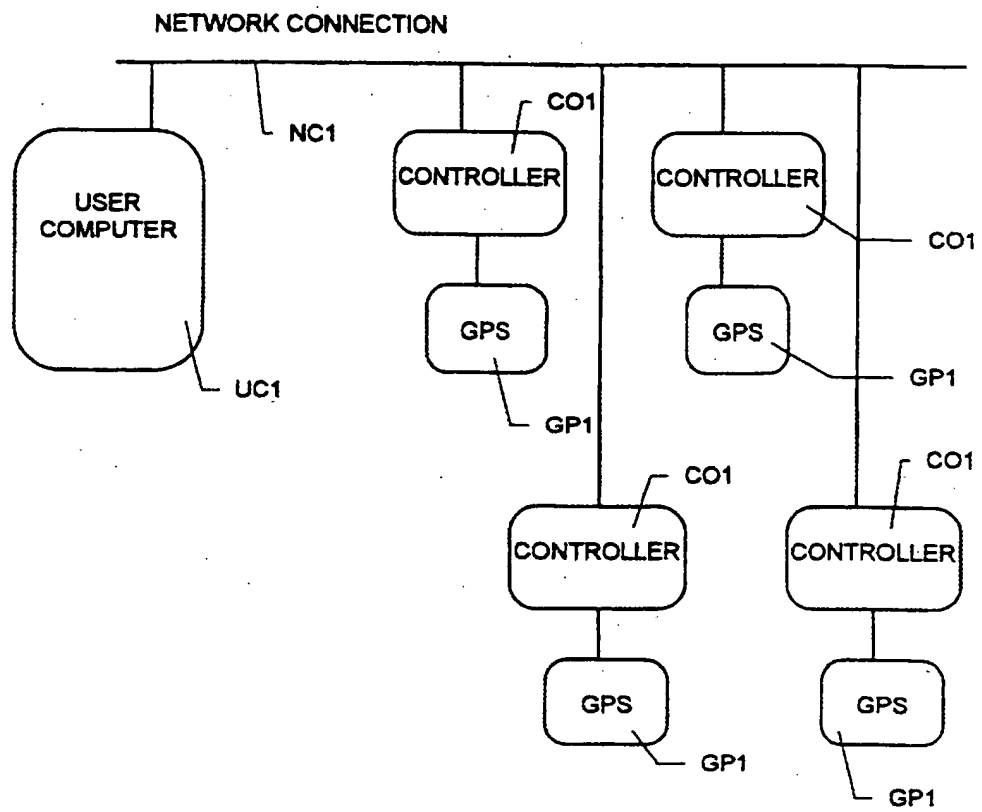 NETWORK CONNECTION
NC1
CO1
CONTROLLER
CONTROLLER
USER
COMPUTER
CO1
GPS
GPS
UC1
GP1
GP1
CO1
CO1
CONTROLLER
CONTROLLER
GPS
GPS
GP1
GP1